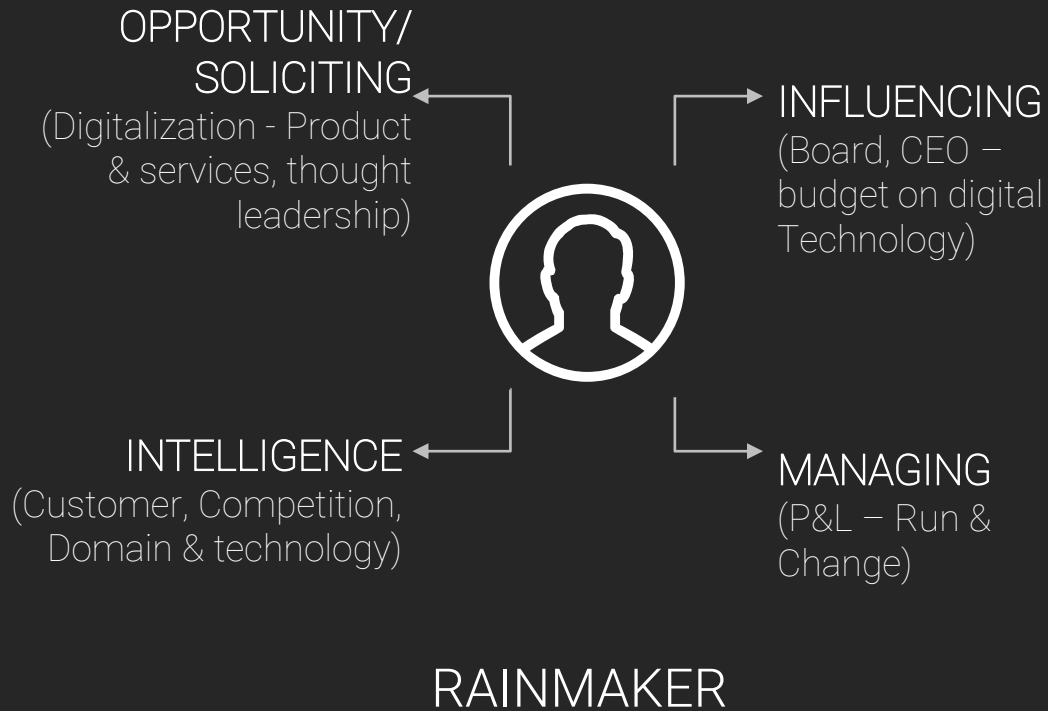 OPPORTUNITY/
SOLICITING
(Digitalization - Product
& services, thought
leadership)
INFLUENCING
(Board, CEO –
budget on digital
Technology)
INTELLIGENCE
(Customer, Competition,
Domain & technology)
MANAGING
(P&L – Run &
Change)
RAINMAKER